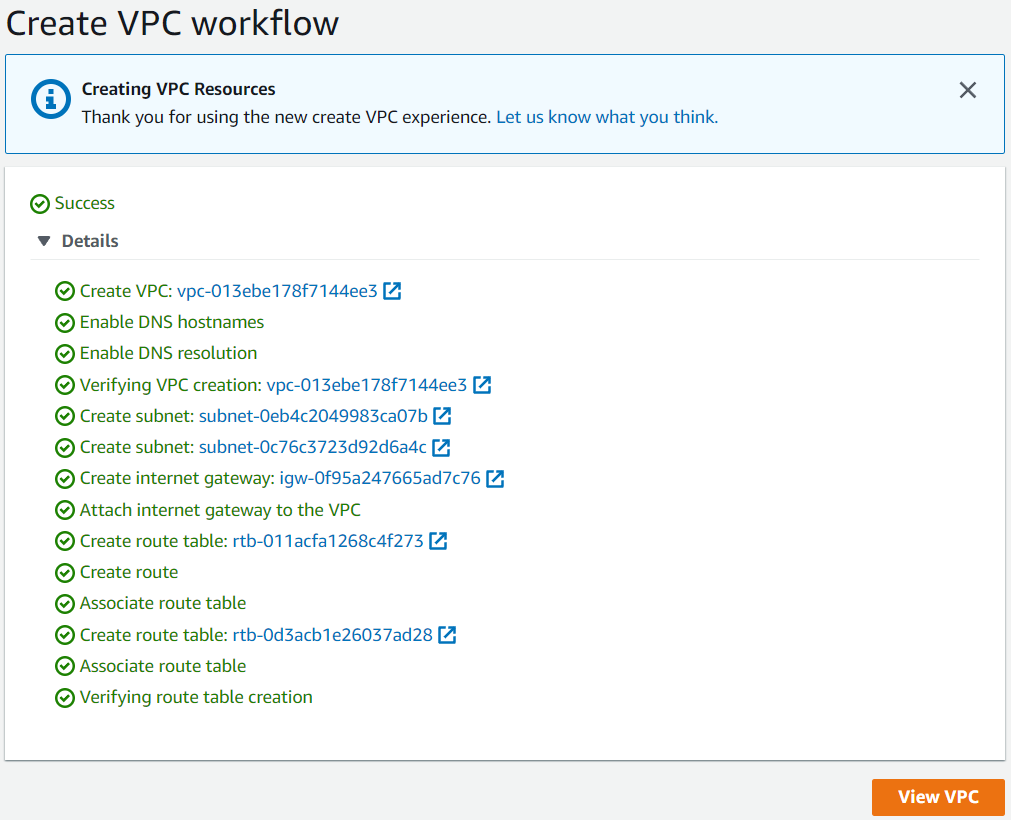 Create VPC workflow
Creating VPC Resources
Thank you for using the new create VPC experience. Let us know what you think.
Success
Details
Create VPC: vpc-013ebe178f7144ee3
Enable DNS hostnames
Enable DNS resolution
Verifying VPC creation: vpc-013ebe178f7144ee3
Create subnet: subnet-0eb4c2049983ca07b
Create subnet: subnet-0c76c3723d92d6a4c
Create internet gateway: igw-0f95a247665ad7c76
Attach internet gateway to the VPC
Create route table: rtb-011acfa1268c4f273
Create route
Associate route table
Create route table: rtb-0d3acb1e26037ad28
Associate route table
Verifying route table creation
View VPC